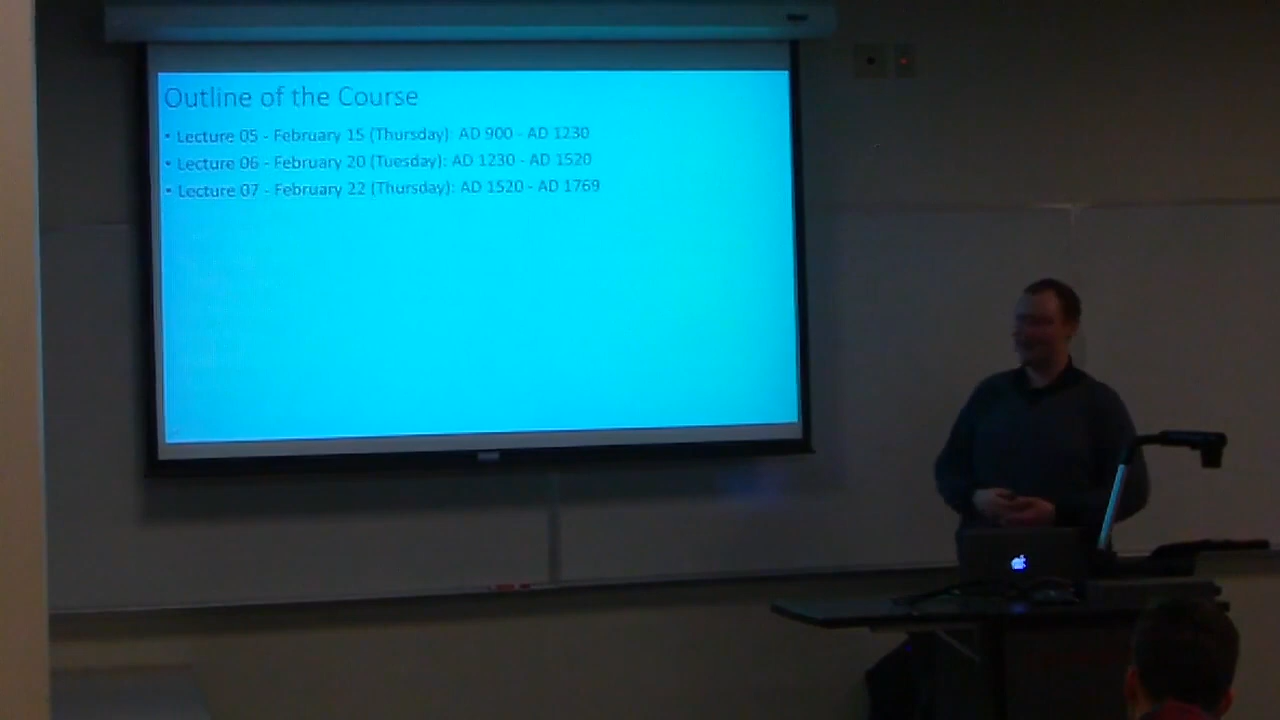 Outline of the Course
• Lecture 05 - February 15 (Thursday): AD 900 - AD 1230
• Lecture 06 - February 20 (Tuesday): AD 1230 - AD 1520
• Lecture 07 - February 22 (Thursday): AD 1520 - AD 1769